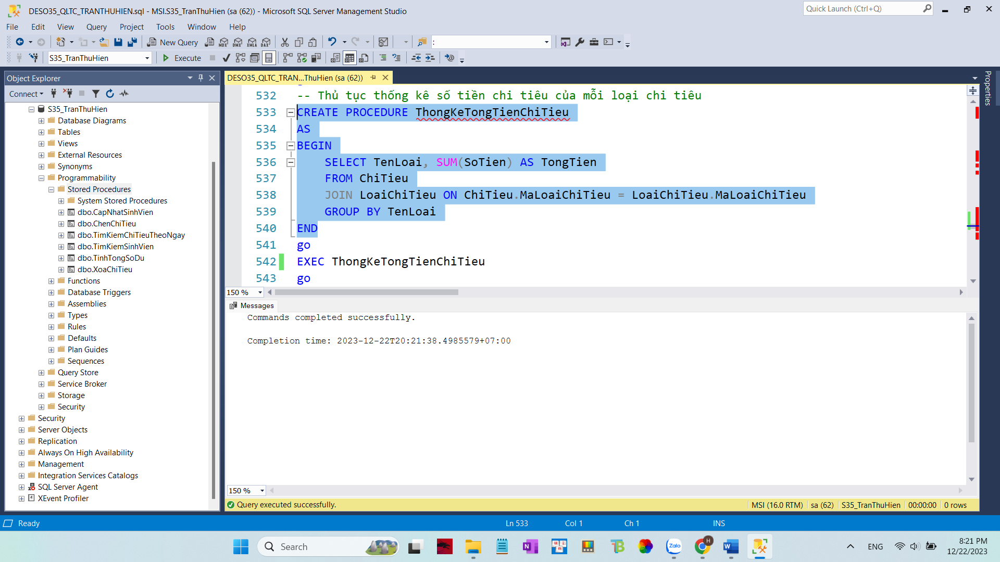 DESO35_QLTC_TRANTHUHIEN.sql - MSI.S35_TranThuHien (sa (62)) - Microsoft SQL Server Management Studio
Quick Launch (Ctrl+Q)
File Edit View Query Project Tools Window Help
New Query MDX DMX XMLA DAX :
S35_TranThuHien Execute
Object Explorer
Connect
S35_TranThuHien
Database Diagrams
Tables
Views
External Resources
Synonyms
Programmability
Stored Procedures
System Stored Procedures
dbo.CapNhatSinhVien
dbo.ChenChiTieu
dbo.TimKiemChiTieuTheoNgay
dbo.TimKiemSinhVien
dbo.TinhTongSoDu
dbo.XoaChiTieu
Functions
Database Triggers
Assemblies
Types
Rules
Defaults
Plan Guides
Sequences
Query Store
Service Broker
Storage
Security
Security
Server Objects
Replication
Always On High Availability
Management
Integration Services Catalogs
SQL Server Agent
XEvent Profiler
DESO35_QLTC_TRAN...ThuHien (sa (62))
Properties
532 -- Thủ tục thống kê số tiền chi tiêu của mỗi loại chi tiêu
533 CREATE PROCEDURE ThongKeTongTienChiTieu
534 AS
535 BEGIN
536 SELECT TenLoai, SUM(SoTien) AS TongTien
537 FROM ChiTieu
538 JOIN LoaiChiTieu ON ChiTieu.MaLoaiChiTieu = LoaiChiTieu.MaLoaiChiTieu
539 GROUP BY TenLoai
540 END
541 go
542 EXEC ThongKeTongTienChiTieu
543 go
150 %
Messages
Commands completed successfully.
Completion time: 2023-12-22T20:21:38.4985579+07:00
150 %
Query executed successfully. MSI (16.0 RTM) sa (62) S35_TranThuHien 00:00:00 0 rows
Ready Ln 533 Col 1 Ch 1 INS
Search
Zalo
H
ENG
8:21 PM
12/22/2023